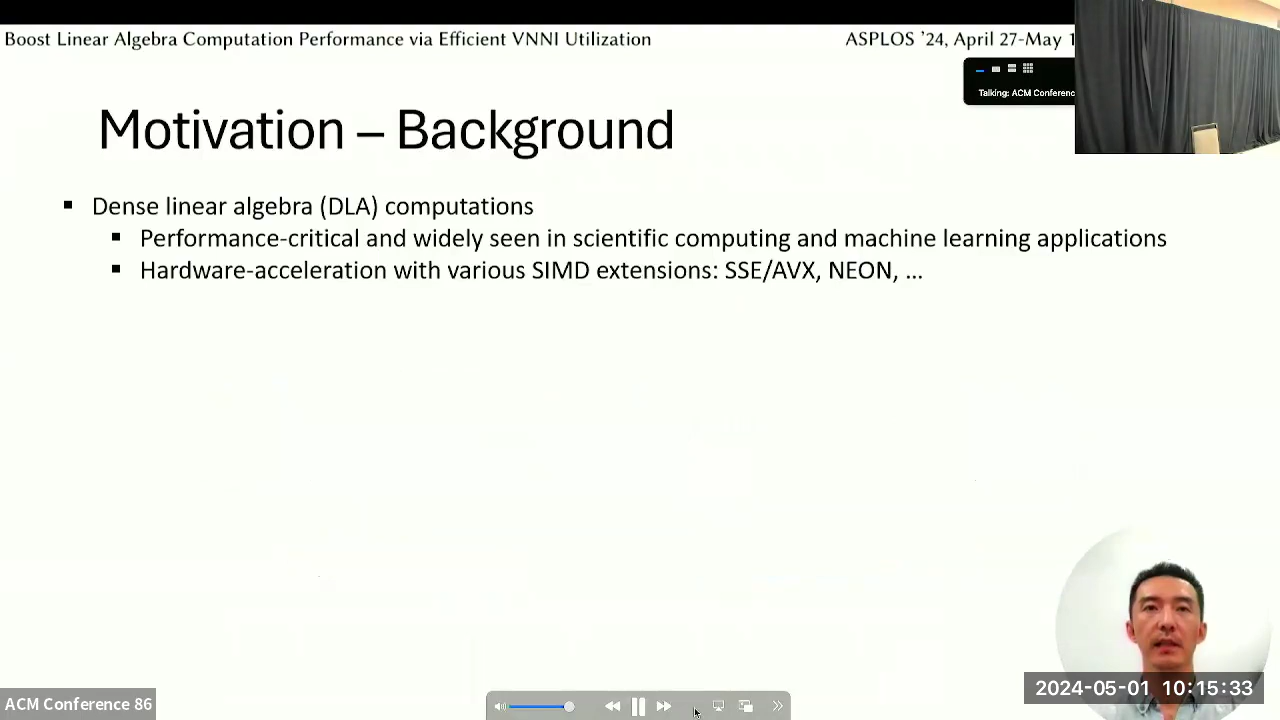 Boost Linear Algebra Computation Performance via Efficient VNNI Utilization
ASPLOS '24, April 27-May 1
Talking: ACM Conferenc
Motivation – Background
▪ Dense linear algebra (DLA) computations
▪ Performance-critical and widely seen in scientific computing and machine learning applications
▪ Hardware-acceleration with various SIMD extensions: SSE/AVX, NEON, …
2024-05-01 10:15:33
ACM Conference 86